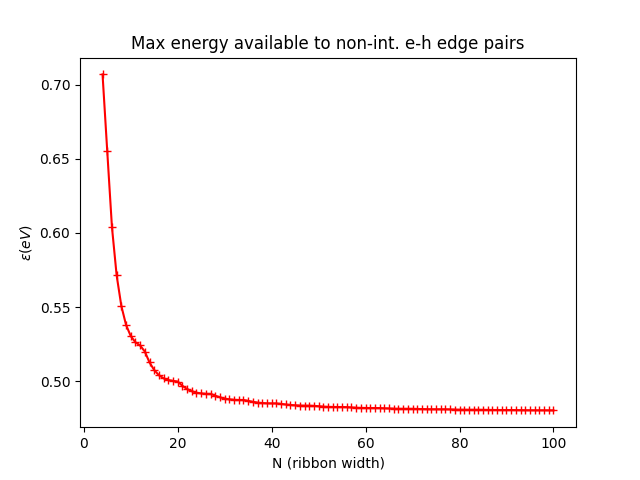 Max energy available to non-int. e-h edge pairs
0.70
0.65
0.60
0.55
0.50
ε(eV)
0 20 40 60 80 100
N (ribbon width)